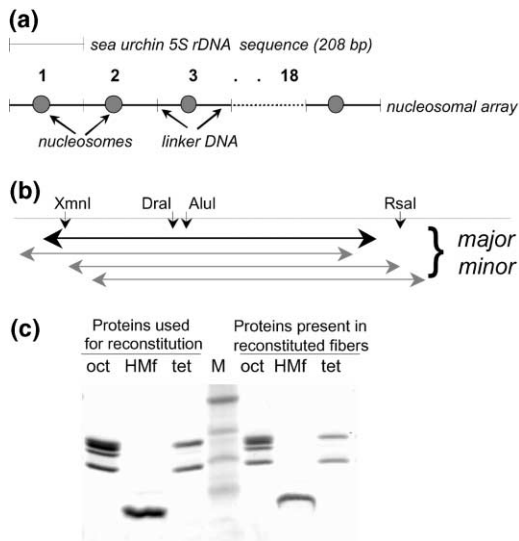 (a)
sea urchin 5S rDNA sequence (208 bp)
1 2 3 . . 18
nucleosomal array
nucleosomes linker DNA
(b)
XmnI DraI AluI RsaI
major
minor
(c)
Proteins used Proteins present in
for reconstitution reconstituted fibers
oct HMf tet M oct HMf tet